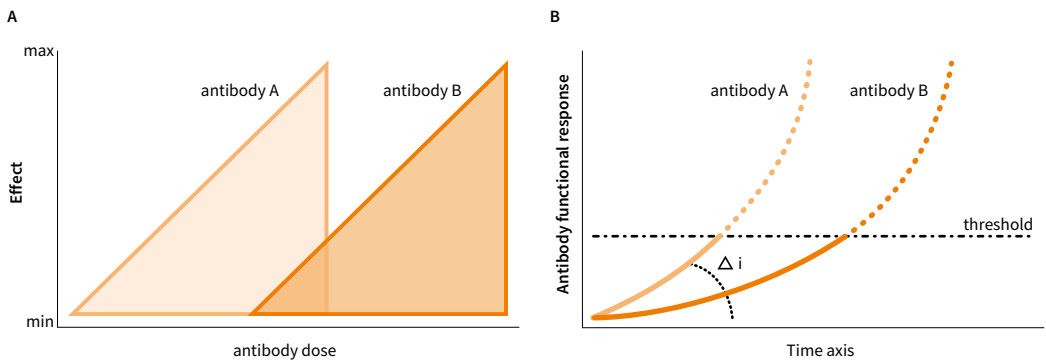 A
max
antibody A
antibody B
Effect
min
antibody dose
B
antibody A
antibody B
Antibody functional response
threshold
Δ i
Time axis